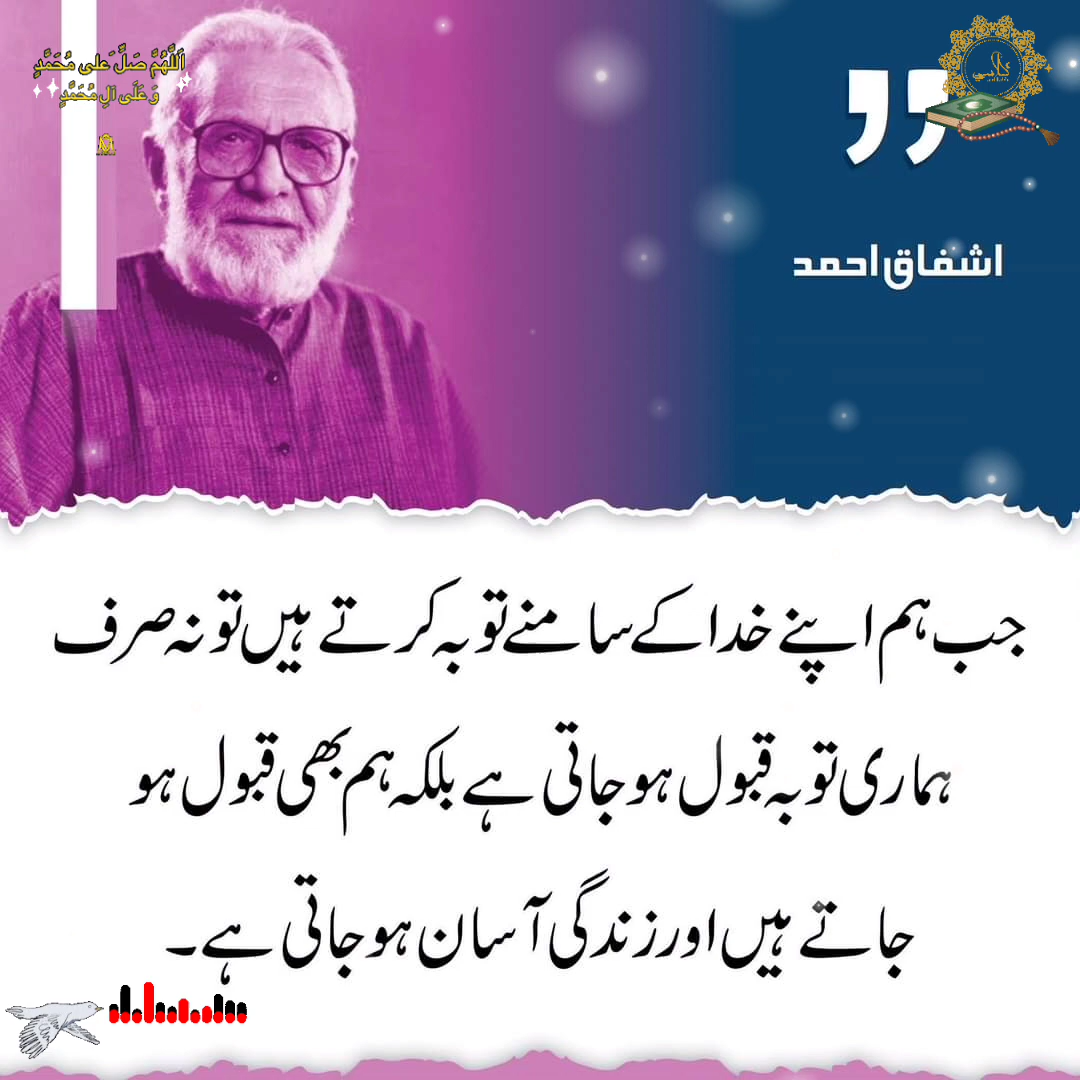 اَللّٰهُمَّ صَلِّ عَلٰی مُحَمَّدٍ
وَ عَلَی آلِ مُحَمَّدٍ
اشفاق احمد
جب ہم اپنے خدا کے سامنے توبہ کرتے ہیں تو نہ صرف
ہماری توبہ قبول ہو جاتی ہے بلکہ ہم بھی قبول ہو
جاتے ہیں اور زندگی آسان ہو جاتی ہے۔